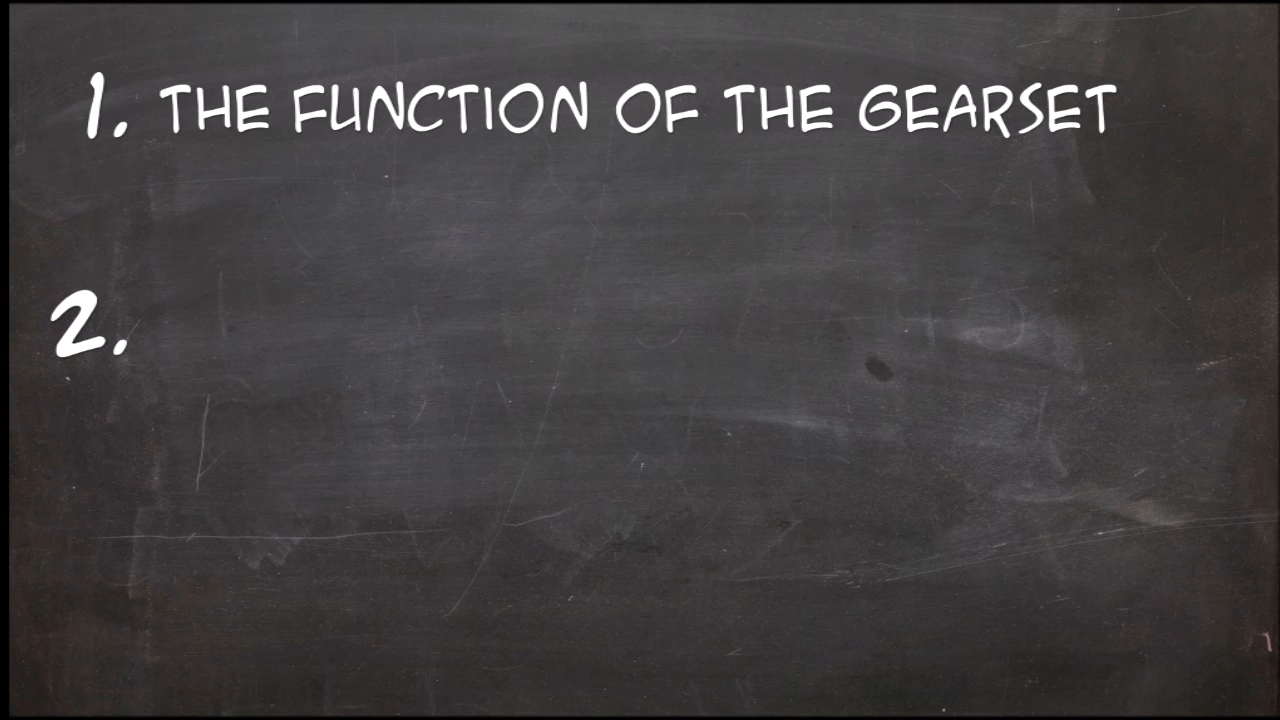 1. THE FUNCTION OF THE GEARSET
2.